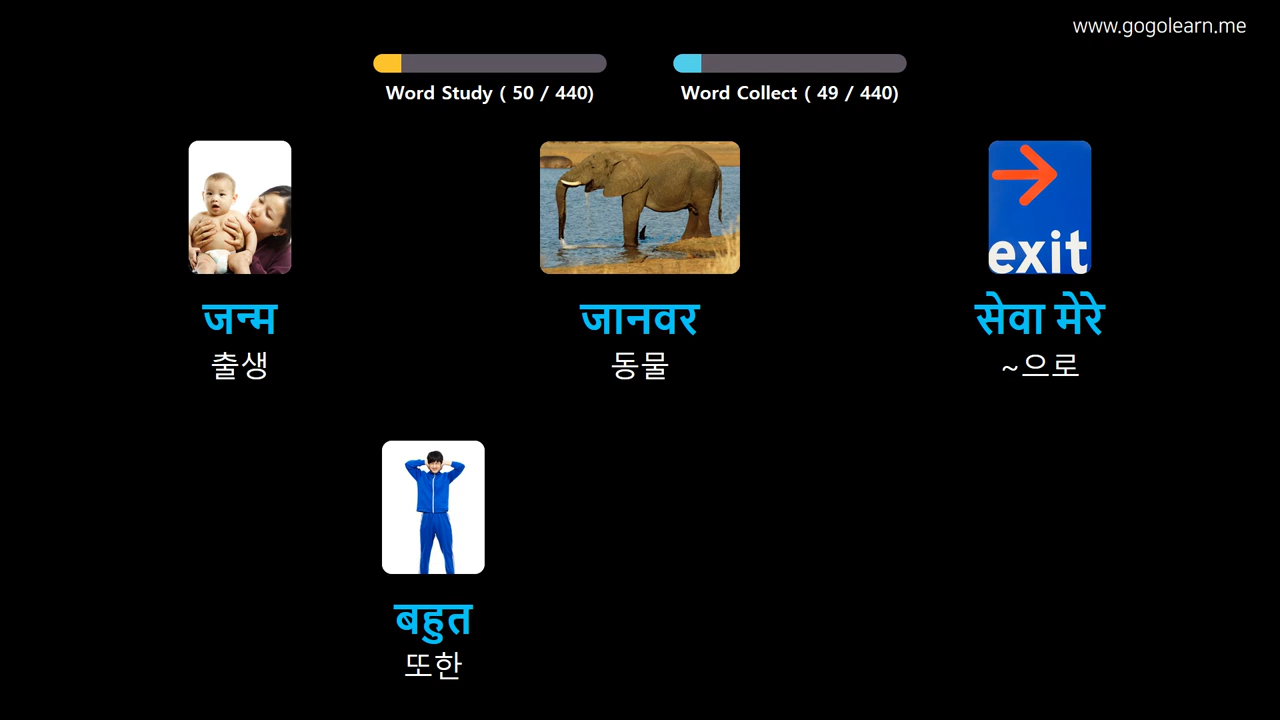 www.gogolearn.me
Word Study ( 50 / 440)
Word Collect ( 49 / 440)
exit
जन्म
출생
जानवर
동물
सेवा मेरे
~으로
बहुत
또한